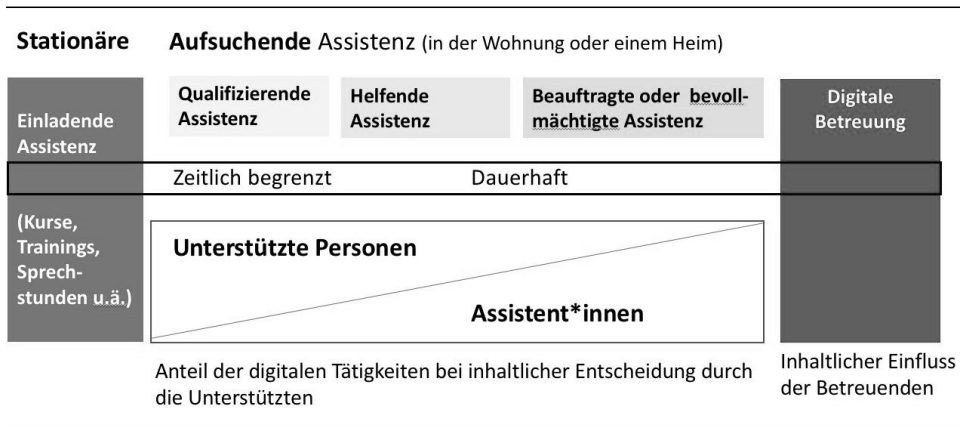 Stationäre
Aufsuchende Assistenz (in der Wohnung oder einem Heim)
Einladende
Assistenz
(Kurse,
Trainings,
Sprech-
stunden u.ä.)
Qualifizierende
Assistenz
Helfende
Assistenz
Beauftragte oder bevoll-
mächtigte Assistenz
Digitale
Betreuung
Zeitlich begrenzt
Dauerhaft
Unterstützte Personen
Assistent*innen
Anteil der digitalen Tätigkeiten bei inhaltlicher Entscheidung durch
die Unterstützten
Inhaltlicher Einfluss
der Betreuenden